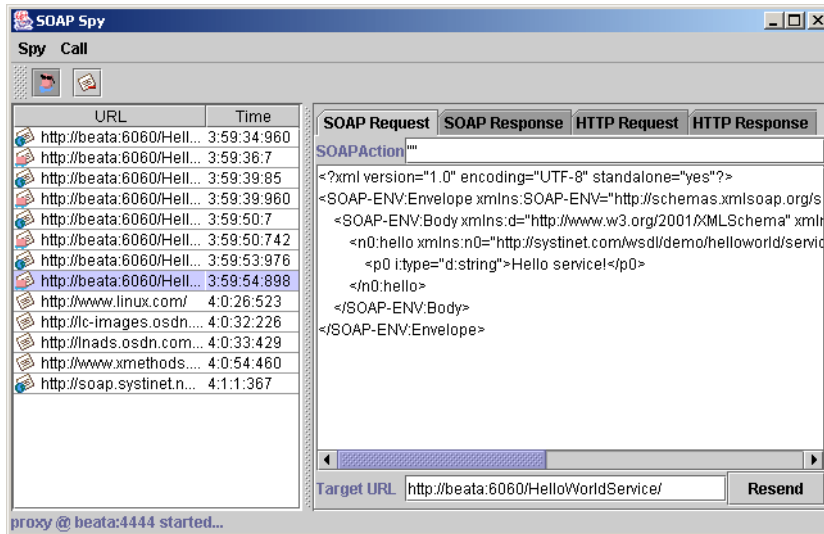 SOAP Spy
Spy Call
URL Time
http://beata:6060/Hell... 3:59:34:960
http://beata:6060/Hell... 3:59:36:7
http://beata:6060/Hell... 3:59:39:85
http://beata:6060/Hell... 3:59:39:960
http://beata:6060/Hell... 3:59:50:7
http://beata:6060/Hell... 3:59:50:742
http://beata:6060/Hell... 3:59:53:976
http://beata:6060/Hell... 3:59:54:898
http://www.linux.com/ 4:0:26:523
http://lc-images.osdn.... 4:0:32:226
http://lnads.osdn.com... 4:0:33:429
http://www.xmethods.... 4:0:54:460
http://soap.systinet.n... 4:1:1:367
SOAP Request SOAP Response HTTP Request HTTP Response
SOAPAction ""
<?xml version="1.0" encoding="UTF-8" standalone="yes"?>
<SOAP-ENV:Envelope xmlns:SOAP-ENV="http://schemas.xmlsoap.org/s
<SOAP-ENV:Body xmlns:d="http://www.w3.org/2001/XMLSchema" xmln
<n0:hello xmlns:n0="http://systinet.com/wsdl/demo/helloworld/servic
<p0 i:type="d:string">Hello service!</p0>
</n0:hello>
</SOAP-ENV:Body>
</SOAP-ENV:Envelope>
Target URL http://beata:6060/HelloWorldService/ Resend
proxy @ beata:4444 started...